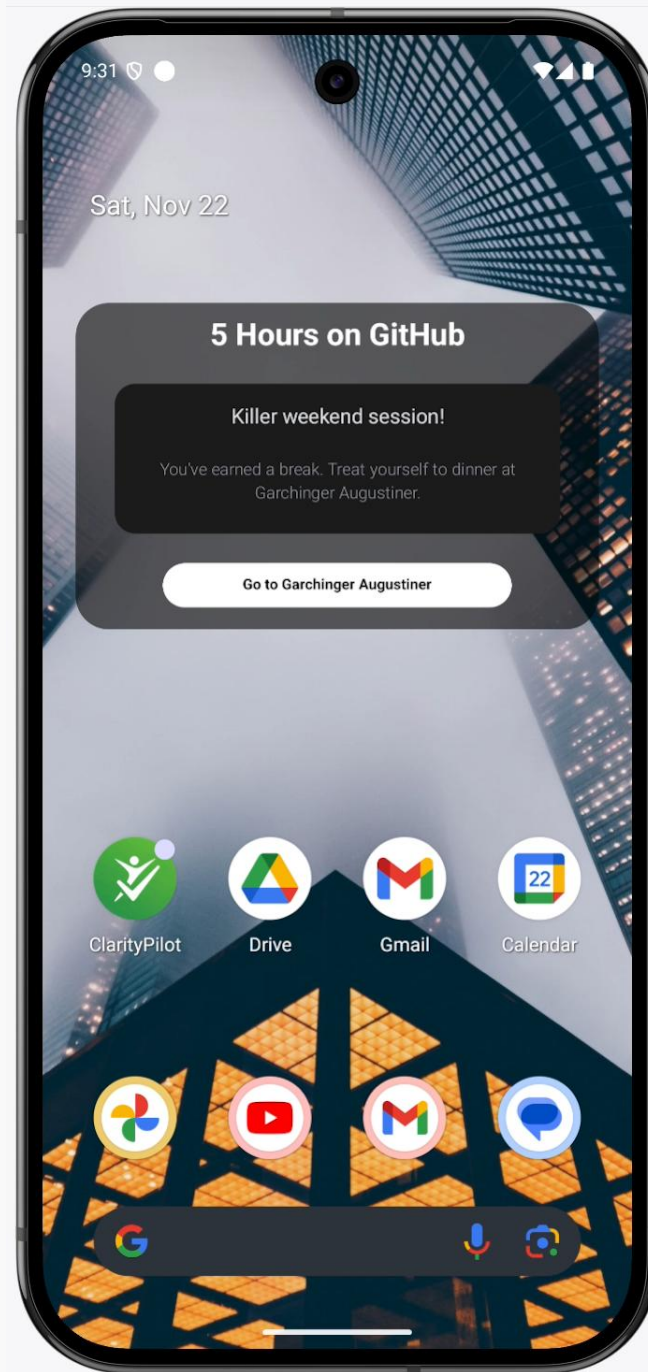 9:31
Sat, Nov 22
5 Hours on GitHub
Killer weekend session!
You've earned a break. Treat yourself to dinner at
Garchinger Augustiner.
Go to Garchinger Augustiner
22
ClarityPilot
Drive
Gmail
Calendar